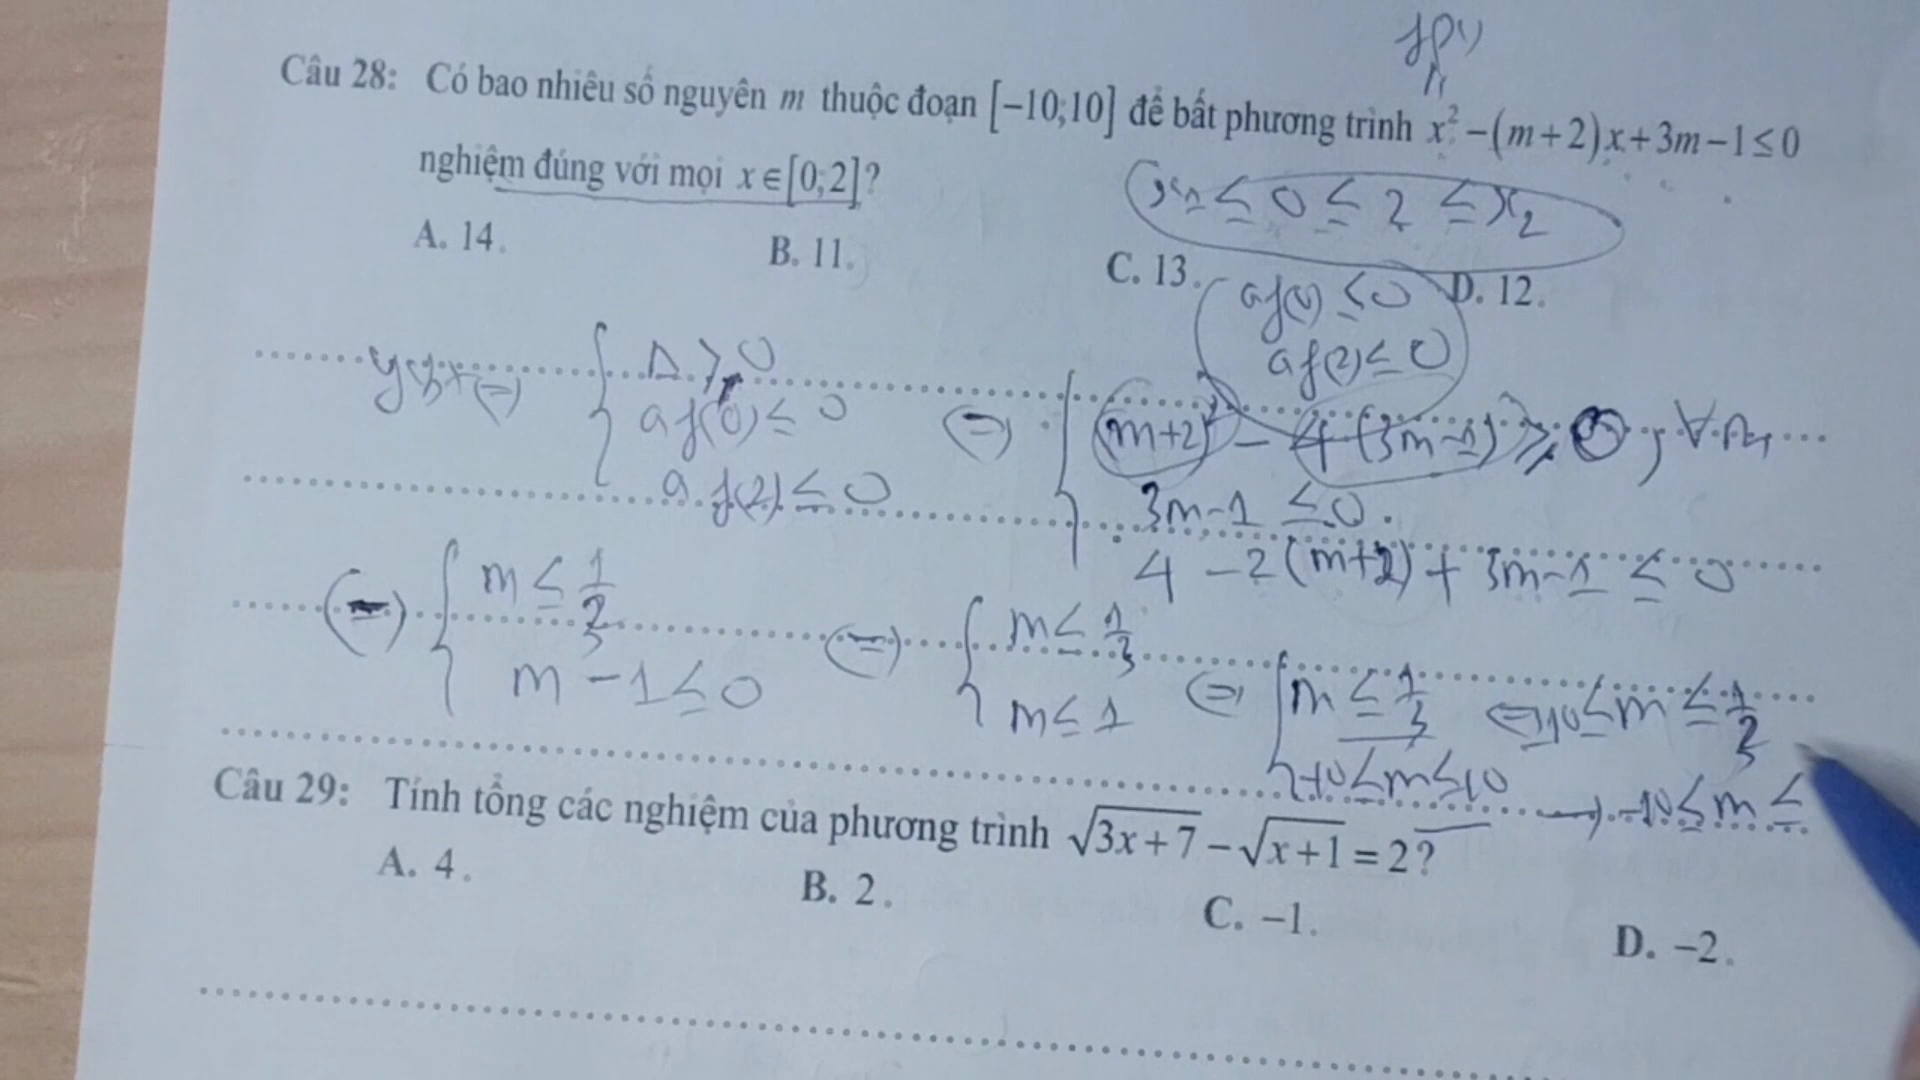 f(x)
Câu 28: Có bao nhiêu số nguyên m thuộc đoạn [−10;10] để bất phương trình x² −(m+2)x+3m−1≤0
nghiệm đúng với mọi x∈[0;2]?
x₁ ≤ 0 ≤ 2 ≤ x₂
A. 14.
B. 11.
C. 13.
D. 12.
af(0) ≤ 0
af(2) ≤ 0
ycbt ⇔ { Δ ≥ 0
af(0) ≤ 0
a.f(2) ≤ 0
⇔ { (m+2)² − 4(3m−1) ≥ 0, ∀m
3m−1 ≤ 0.
4 − 2(m+2) + 3m−1 ≤ 0
⇔ { m ≤ 1/3
m − 1 ≤ 0
⇔ { m ≤ 1/3
m ≤ 1
⇔ { m ≤ 1/3
−10 ≤ m ≤ 10
⇔ −10 ≤ m ≤ 1/3
→ −10 ≤ m ≤
Câu 29: Tính tổng các nghiệm của phương trình √(3x+7) − √(x+1) = 2?
A. 4.
B. 2.
C. −1.
D. −2.